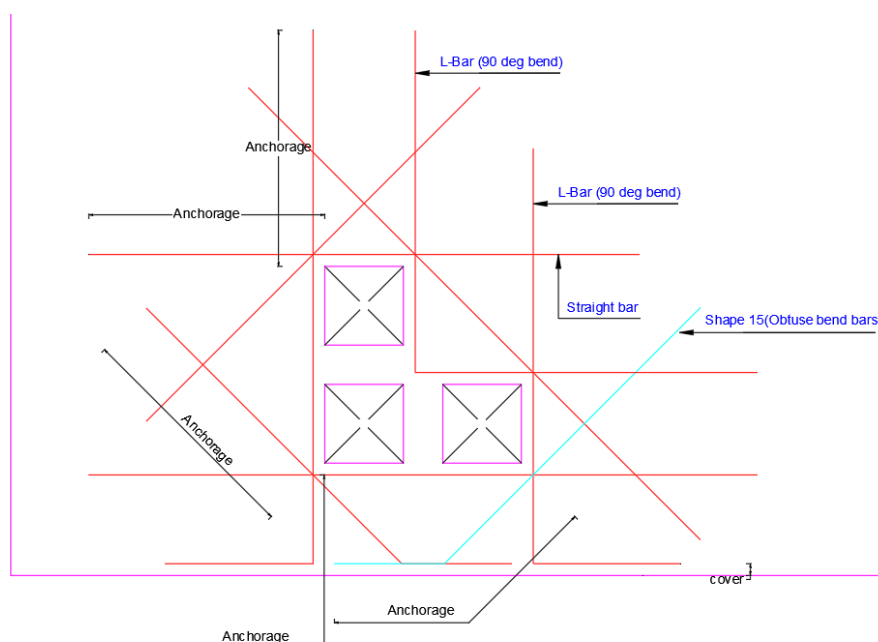 L-Bar (90 deg bend)
Anchorage
L-Bar (90 deg bend)
Anchorage
Straight bar
Shape 15(Obtuse bend bars
Anchorage
cover
Anchorage
Anchorage